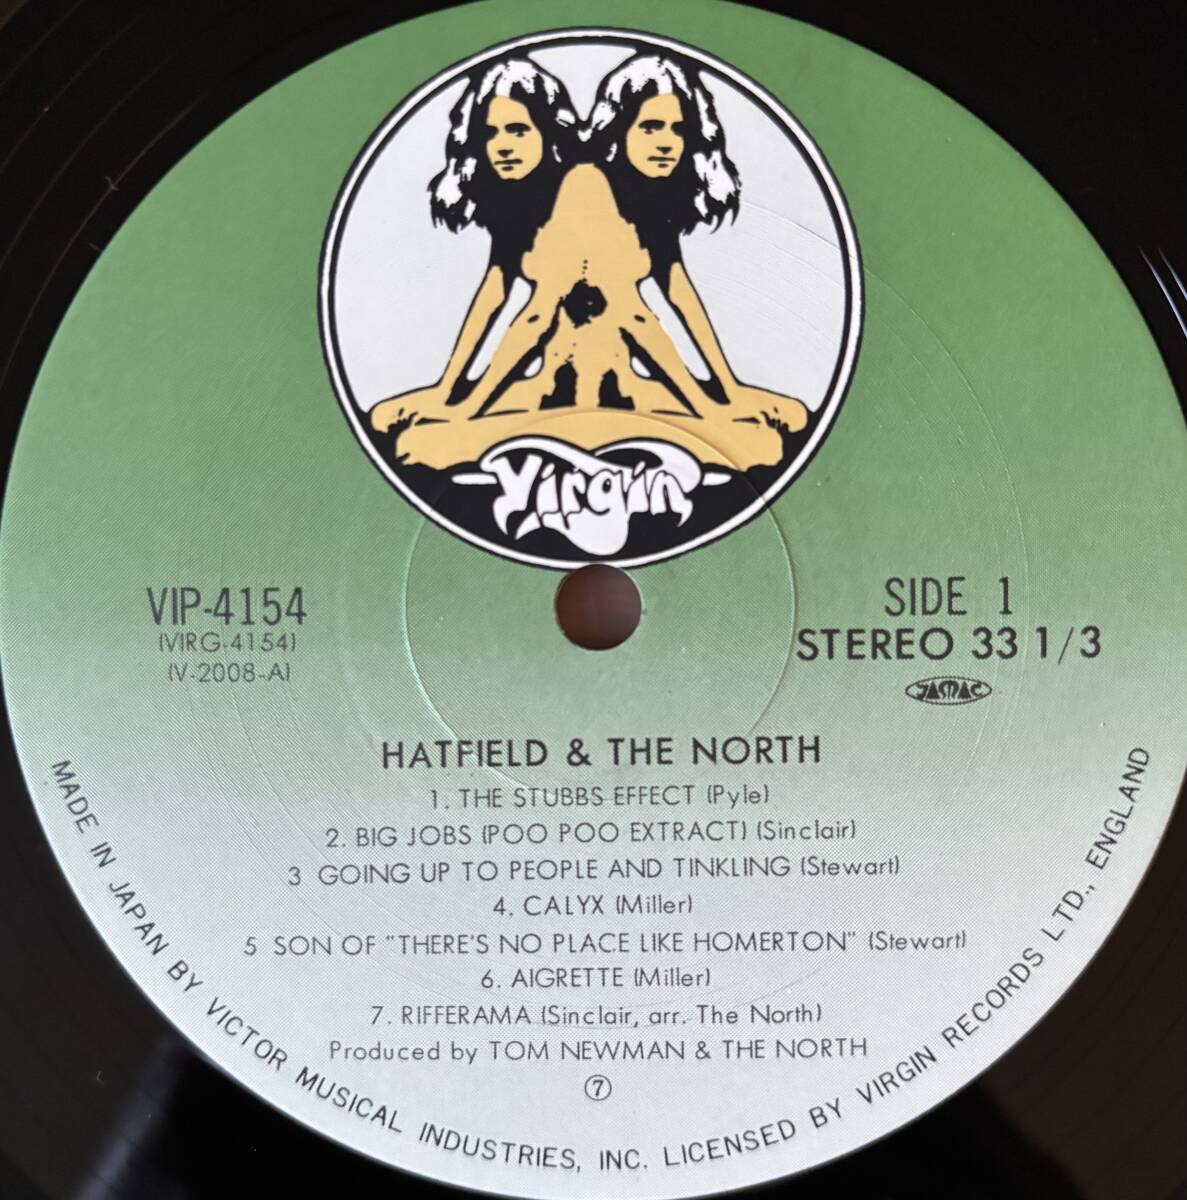 Virgin
VIP-4154
(VIRG-4154)
(V-2008-A)
SIDE 1
STEREO 33 1/3
JASRAC
HATFIELD & THE NORTH
1. THE STUBBS EFFECT (Pyle)
2. BIG JOBS (POO POO EXTRACT) (Sinclair)
3 GOING UP TO PEOPLE AND TINKLING (Stewart)
4. CALYX (Miller)
5 SON OF "THERE'S NO PLACE LIKE HOMERTON" (Stewart)
6. AIGRETTE (Miller)
7. RIFFERAMA (Sinclair, arr. The North)
Produced by TOM NEWMAN & THE NORTH
⑦
MADE IN JAPAN BY VICTOR MUSICAL INDUSTRIES, INC. LICENSED BY VIRGIN RECORDS LTD., ENGLAND